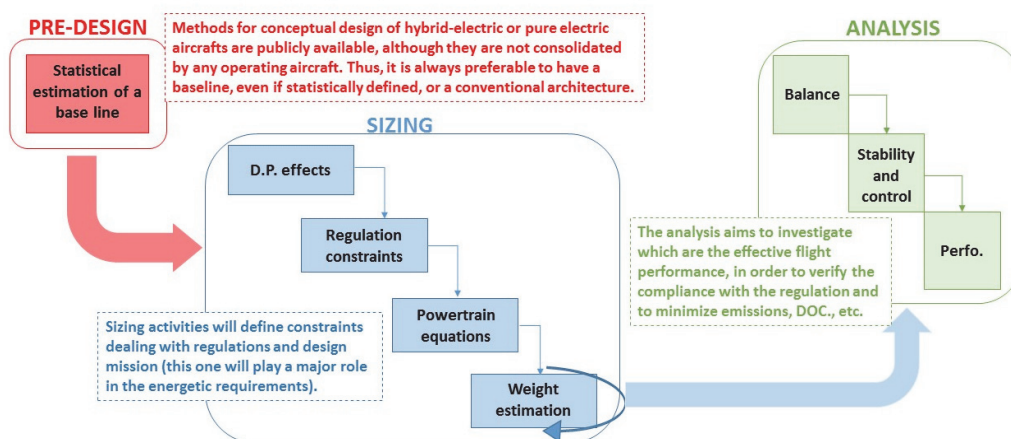 PRE-DESIGN
Statistical
estimation of a
base line
Methods for conceptual design of hybrid-electric or pure electric
aircrafts are publicly available, although they are not consolidated
by any operating aircraft. Thus, it is always preferable to have a
baseline, even if statistically defined, or a conventional architecture.
SIZING
D.P. effects
Regulation
constraints
Powertrain
equations
Weight
estimation
Sizing activities will define constraints
dealing with regulations and design
mission (this one will play a major role
in the energetic requirements).
ANALYSIS
Balance
Stability
and
control
Perfo.
The analysis aims to investigate
which are the effective flight
performance, in order to verify the
compliance with the regulation and
to minimize emissions, DOC., etc.